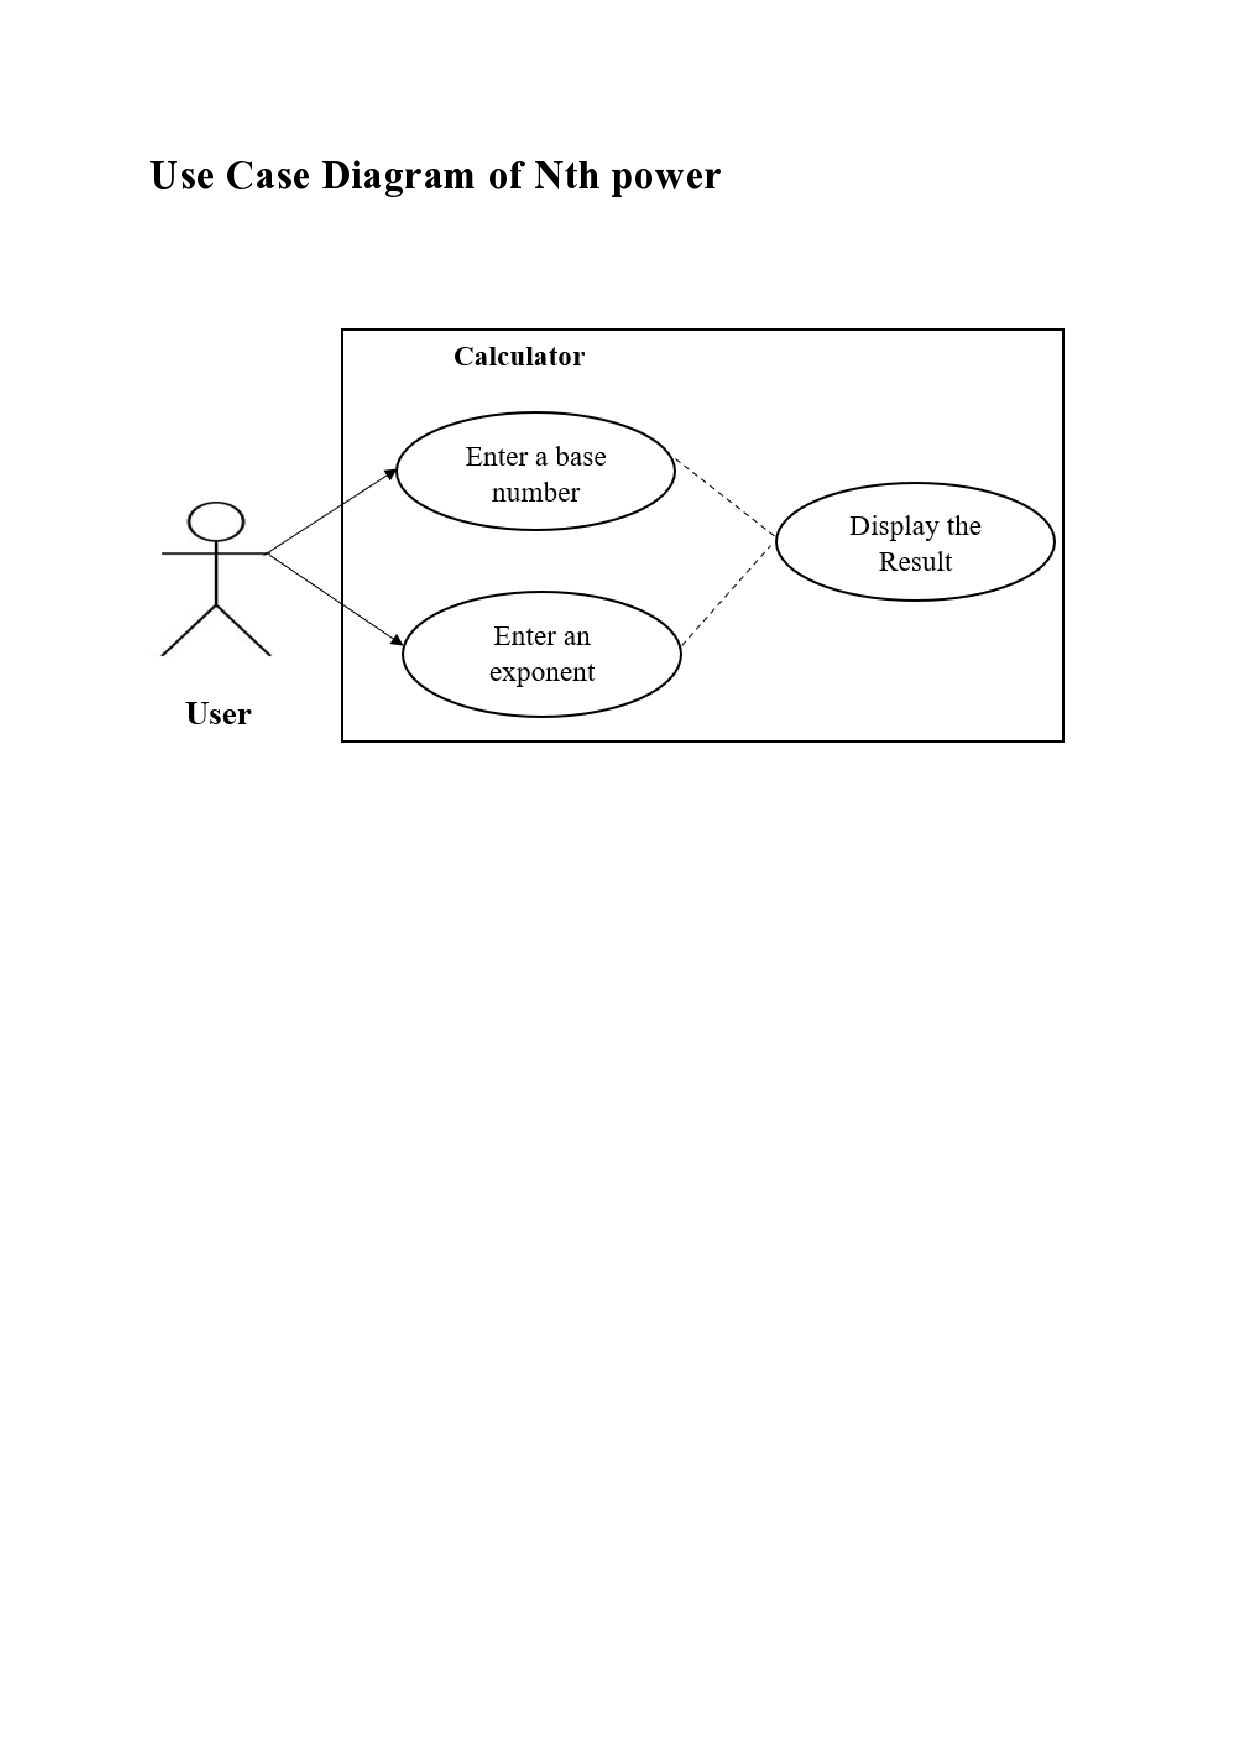 Use Case Diagram of Nth power
Calculator
Enter a base
number
Display the
Result
Enter an
exponent
User